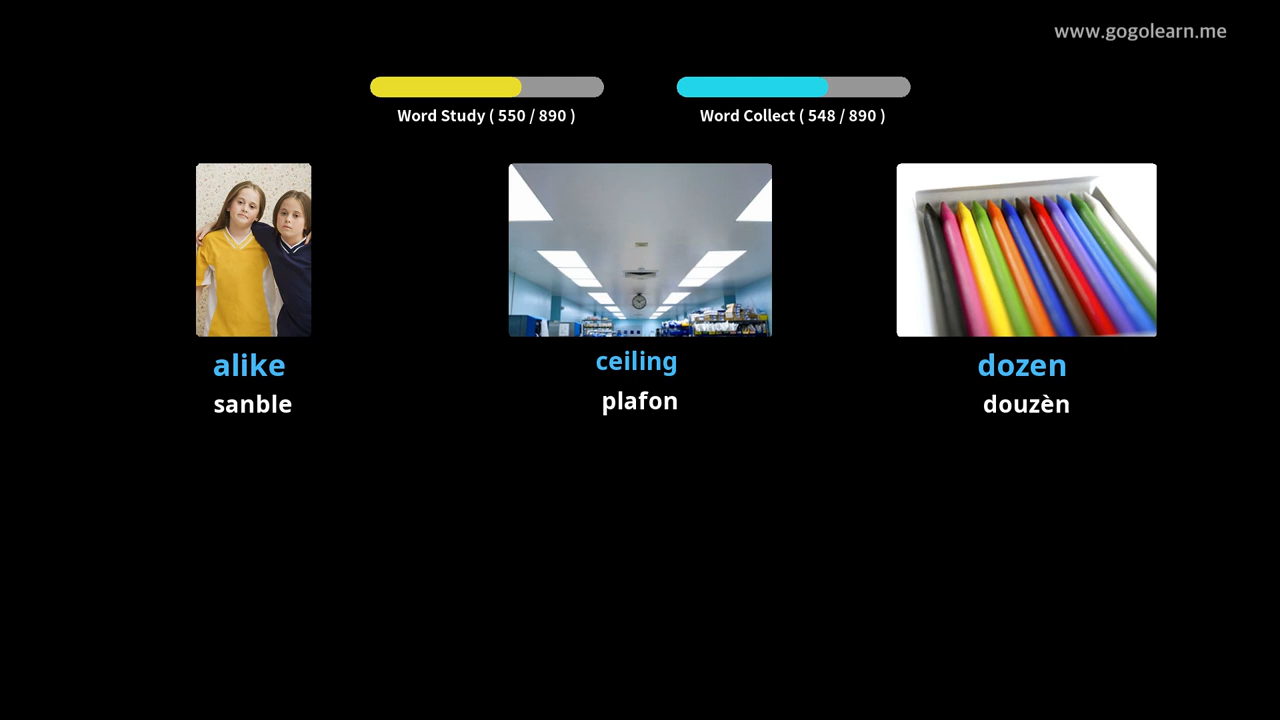 www.gogolearn.me
Word Study ( 550 / 890 )
Word Collect ( 548 / 890 )
alike
sanble
ceiling
plafon
dozen
douzèn